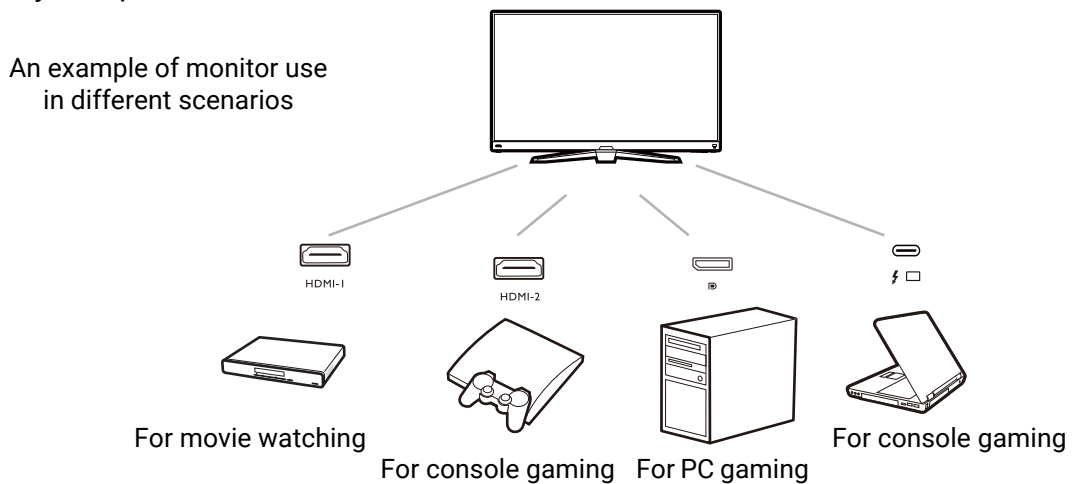 An example of monitor use
in different scenarios
HDMI-1
HDMI-2
For movie watching
For console gaming
For PC gaming
For console gaming